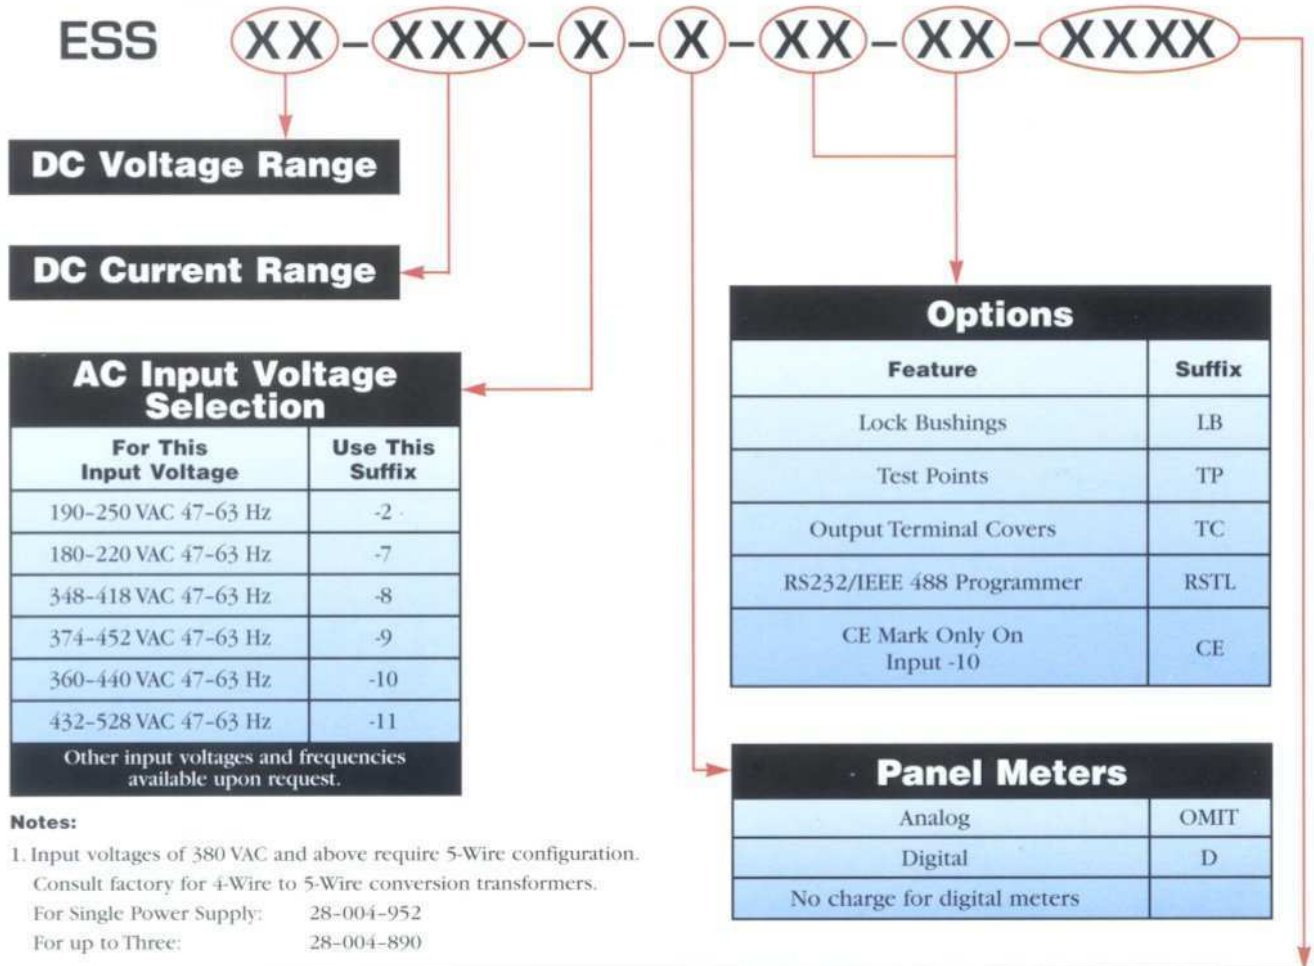 ESS XX-XXX-X-X-XX-XX-XXXX
DC Voltage Range
DC Current Range
AC Input Voltage
Selection
For This
Input Voltage
Use This
Suffix
190-250 VAC 47-63 Hz -2
180-220 VAC 47-63 Hz -7
348-418 VAC 47-63 Hz -8
374-452 VAC 47-63 Hz -9
360-440 VAC 47-63 Hz -10
432-528 VAC 47-63 Hz -11
Other input voltages and frequencies
available upon request.
Notes:
1. Input voltages of 380 VAC and above require 5-Wire configuration.
Consult factory for 4-Wire to 5-Wire conversion transformers.
For Single Power Supply: 28-004-952
For up to Three: 28-004-890
Options
Feature Suffix
Lock Bushings LB
Test Points TP
Output Terminal Covers TC
RS232/IEEE 488 Programmer RSTL
CE Mark Only On
Input -10
CE
Panel Meters
Analog OMIT
Digital D
No charge for digital meters